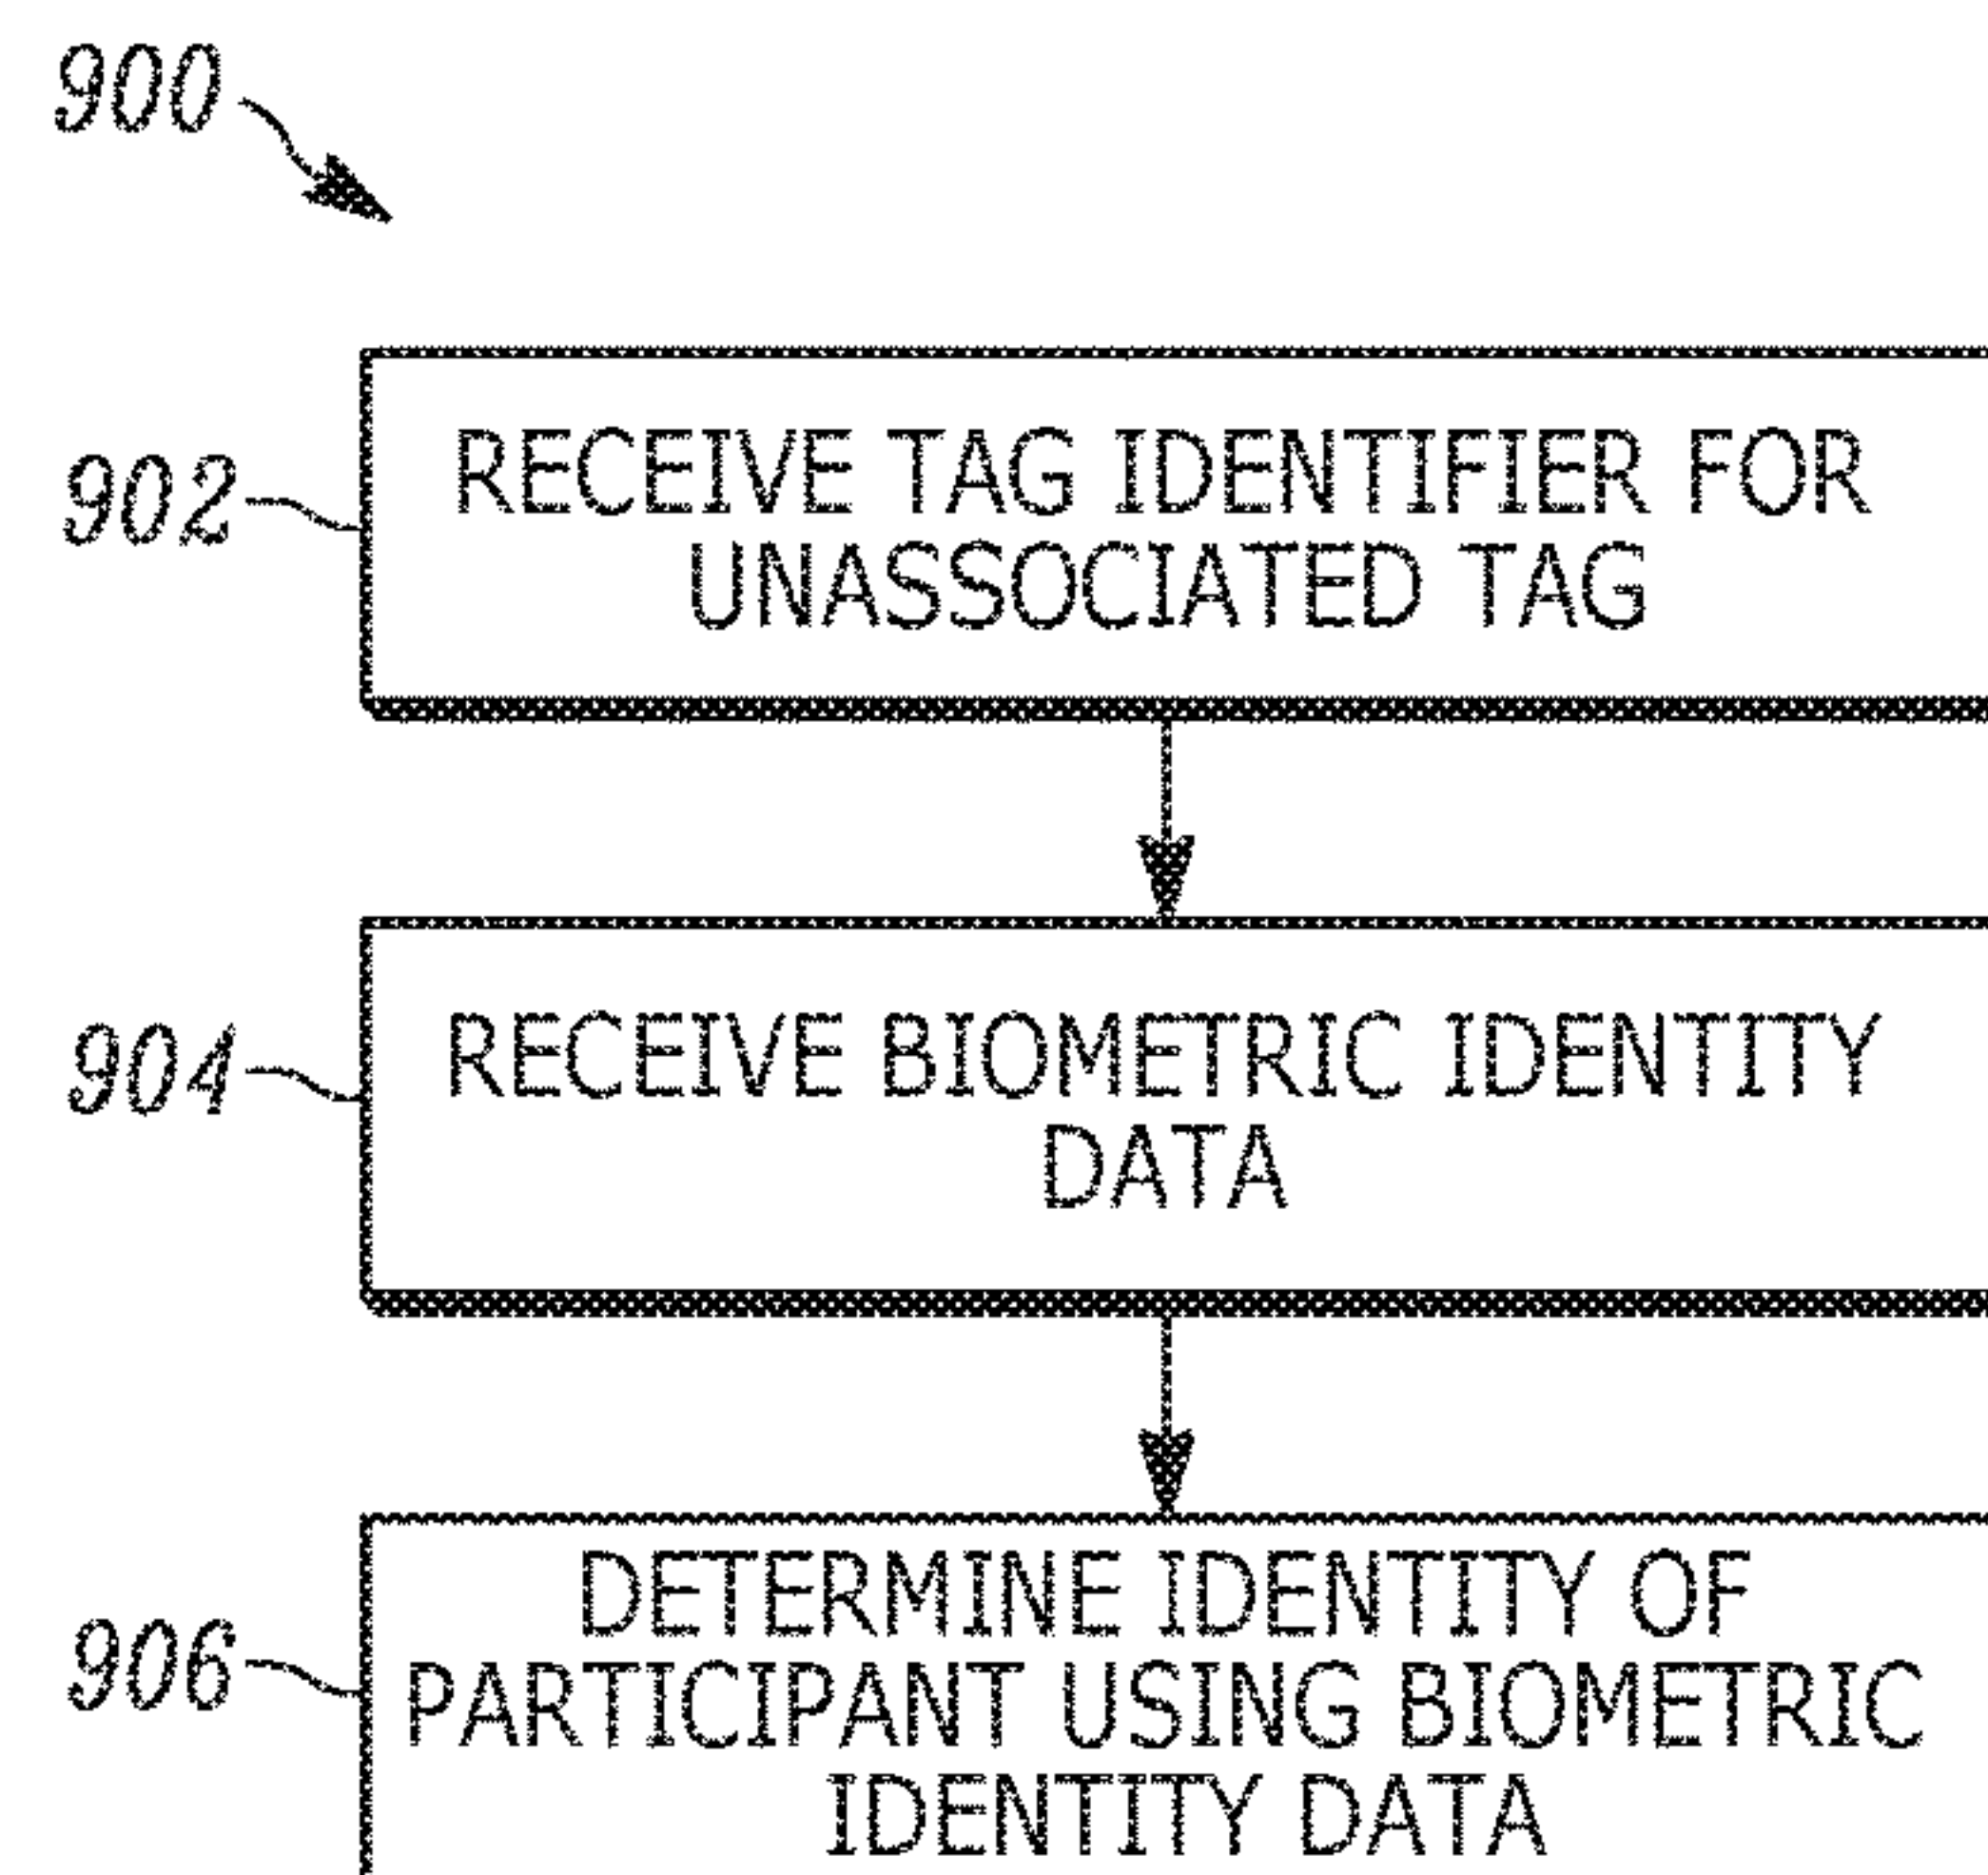 900
902
RECEIVE TAG IDENTIFIER FOR
UNASSOCIATED TAG
904
RECEIVE BIOMETRIC IDENTITY
DATA
906
DETERMINE IDENTITY OF
PARTICIPANT USING BIOMETRIC
IDENTITY DATA